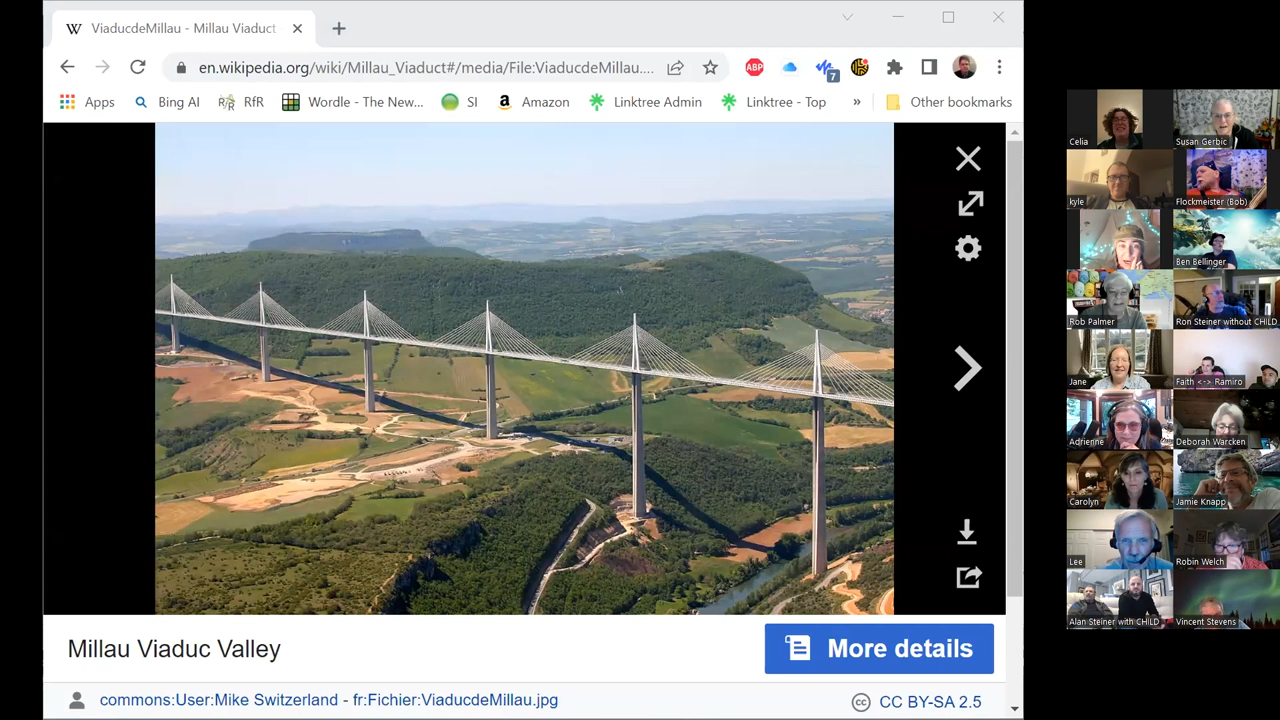 ViaducdeMillau - Millau Viaduct
en.wikipedia.org/wiki/Millau_Viaduct#/media/File:ViaducdeMillau....
ABP
7
Apps
Bing AI
RfR
Wordle - The New...
SI
Amazon
Linktree Admin
Linktree - Top
»
Other bookmarks
Millau Viaduc Valley
More details
commons:User:Mike Switzerland - fr:Fichier:ViaducdeMillau.jpg
cc CC BY-SA 2.5
Celia
Susan Gerbic
kyle
Flockmeister (Bob)
Ben Bellinger
Rob Palmer
Ron Steiner without CHILD
Jane
Faith <-> Ramiro
Adrienne
Deborah Warcken
Carolyn
Jamie Knapp
Lee
Robin Welch
Alan Steiner with CHILD
Vincent Stevens